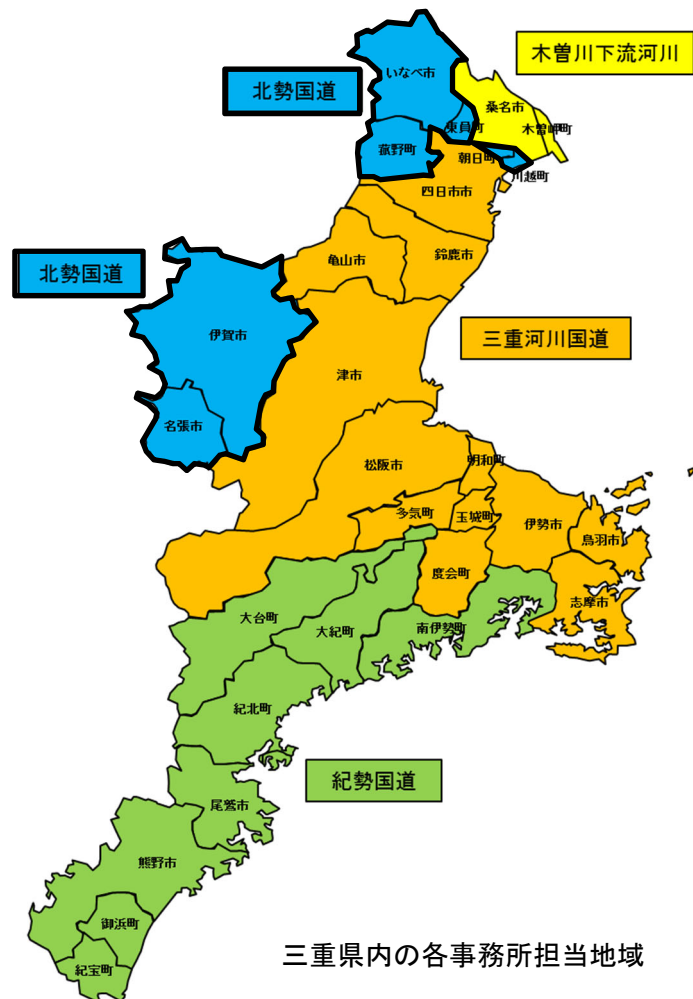 木曽川下流河川
北勢国道
いなべ市
桑名市
東員町
木曽岬町
菰野町
朝日町
川越町
四日市市
北勢国道
亀山市
鈴鹿市
伊賀市
三重河川国道
津市
名張市
松阪市
明和町
多気町
玉城町
伊勢市
鳥羽市
度会町
志摩市
大台町
大紀町
南伊勢町
紀北町
紀勢国道
尾鷲市
熊野市
御浜町
三重県内の各事務所担当地域
紀宝町